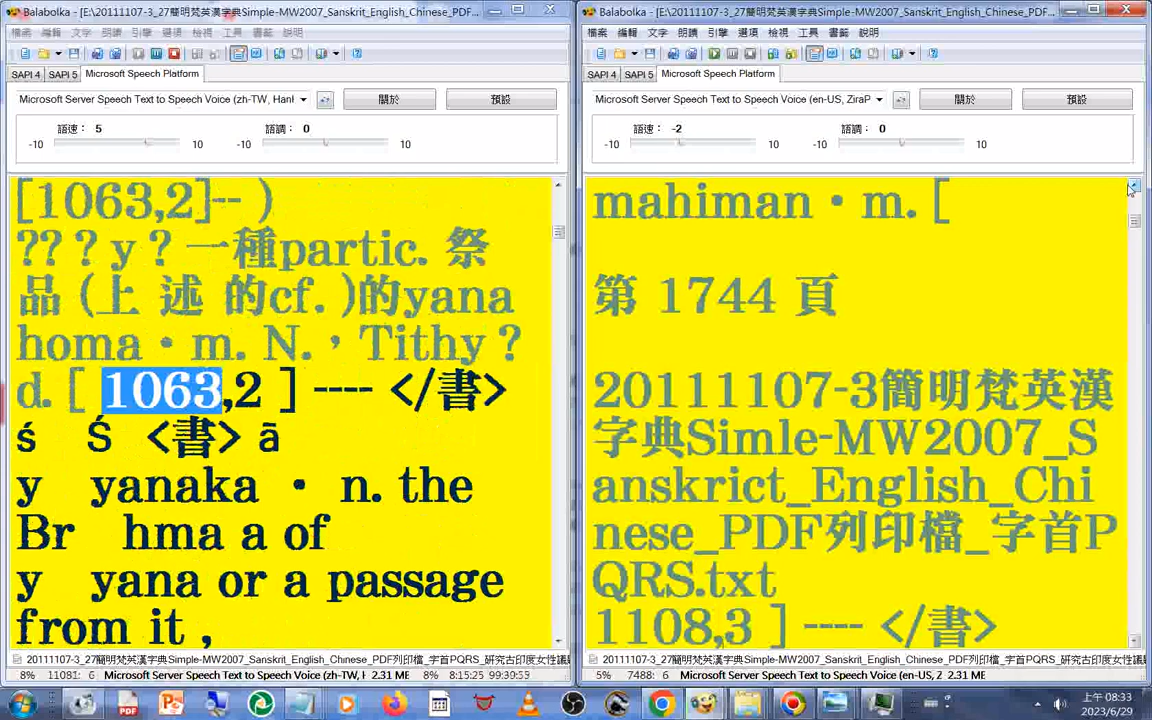 Balabolka - [E:\20111107-3_27簡明梵英漢字典Simple-MW2007_Sanskrit_English_Chinese_PDF...
檔案 編輯 文字 朗讀 引擎 選項 檢視 工具 書籤 說明
SAPI 4 SAPI 5 Microsoft Speech Platform
Microsoft Server Speech Text to Speech Voice (zh-TW, Hanl
關於
預設
語速： 5
語調： 0
-10 10 -10 10
[1063,2]-- )
?? ? y ? 一種partic. 祭
品 (上 述 的cf. )的yana
homa‧m. N.，Tithy ?
d. [ 1063,2 ] ---- </書>
ś Ś <書> ā
y yanaka ‧ n. the
Br hma a of
y yana or a passage
from it ,
20111107-3_27簡明梵英漢字典Simple-MW2007_Sanskrit_English_Chinese_PDF列印檔_字首PQRS_研究古印度女性議
8% 11081: 6 Microsoft Server Speech Text to Speech Voice (zh-TW, H 2.31 ME 8% 8:15:25 99:30:53
Balabolka - [E:\20111107-3_27簡明梵英漢字典Simple-MW2007_Sanskrit_English_Chinese_PDF...
檔案 編輯 文字 朗讀 引擎 選項 檢視 工具 書籤 說明
SAPI 4 SAPI 5 Microsoft Speech Platform
Microsoft Server Speech Text to Speech Voice (en-US, ZiraP
關於
預設
語速： -2
語調： 0
-10 10 -10 10
mahiman‧m. [
第 1744 頁
20111107-3簡明梵英漢
字典Simle-MW2007_S
anskrict_English_Chi
nese_PDF列印檔_字首P
QRS.txt
1108,3 ] ---- </書>
20111107-3_27簡明梵英漢字典Simple-MW2007_Sanskrit_English_Chinese_PDF列印檔_字首PQRS_研究古印度女性議
5% 7488: 6 Microsoft Server Speech Text to Speech Voice (en-US, Z 2.31 ME
上午 08:33
2023/6/29